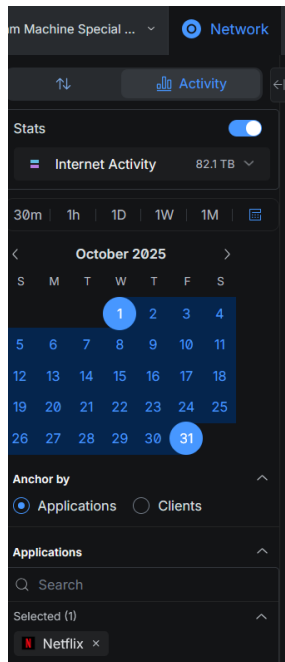 am Machine Special ...
Network
Activity
Stats
Internet Activity 82.1 TB
30m 1h 1D 1W 1M
October 2025
S M T W T F S
1 2 3 4
5 6 7 8 9 10 11
12 13 14 15 16 17 18
19 20 21 22 23 24 25
26 27 28 29 30 31
Anchor by
Applications Clients
Applications
Search
Selected (1)
N Netflix ×